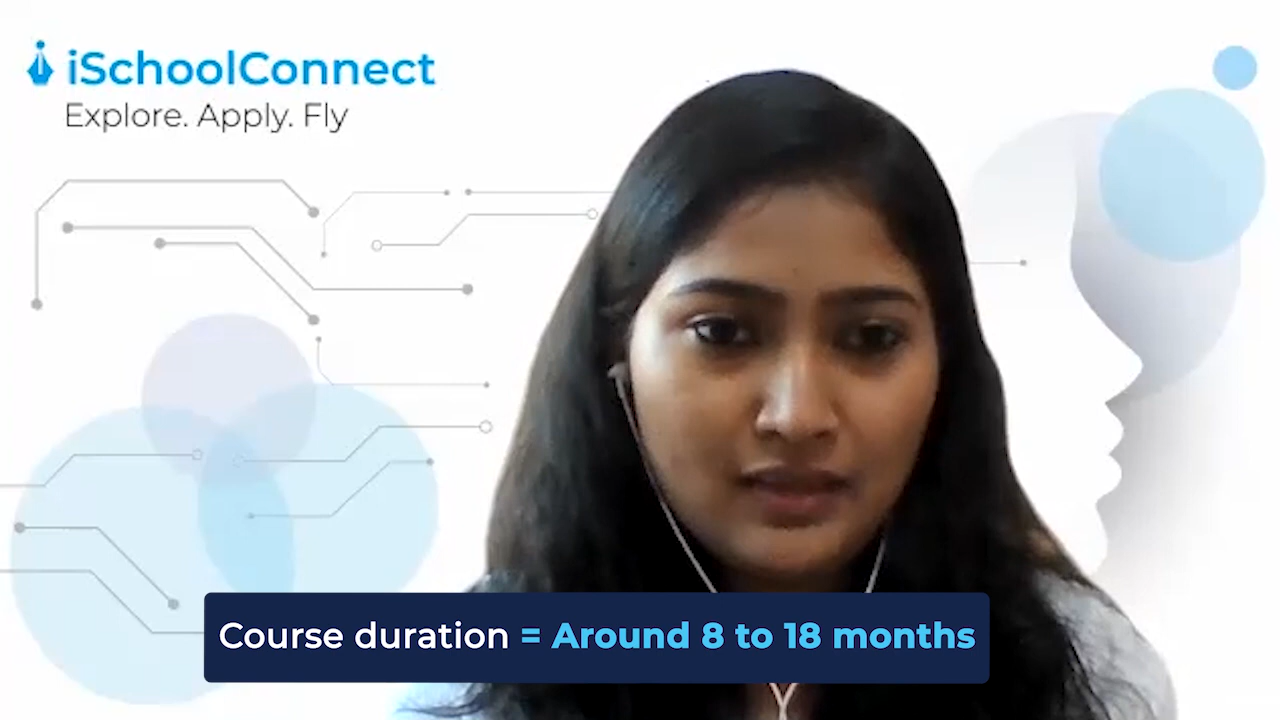 iSchoolConnect
Explore. Apply. Fly
Course duration = Around 8 to 18 months